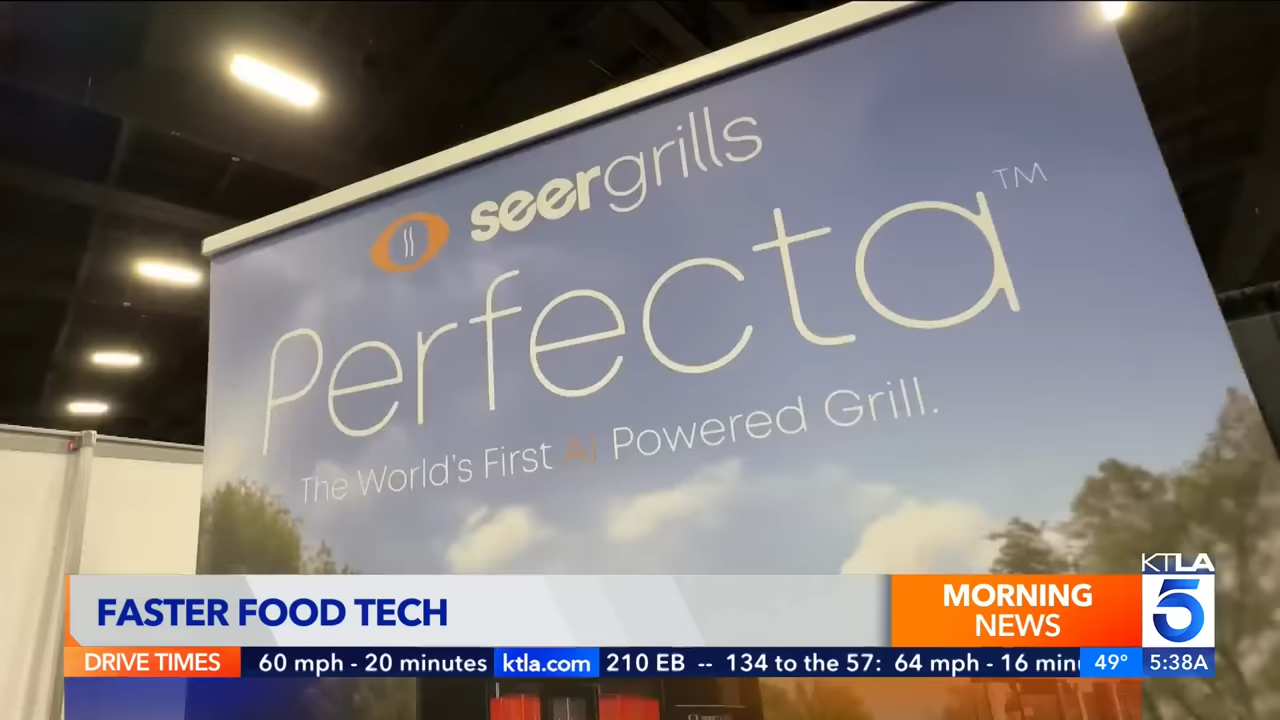 seergrills
Perfecta™
The World's First AI Powered Grill.
KTLA
5
FASTER FOOD TECH
MORNING
NEWS
DRIVE TIMES
60 mph - 20 minutes
ktla.com
210 EB -- 134 to the 57: 64 mph - 16 min
49°
5:38A